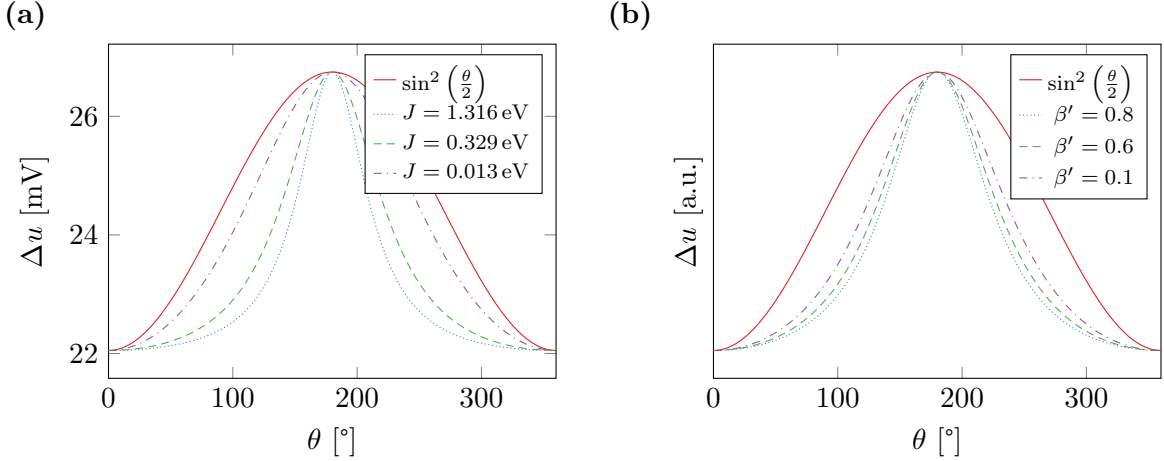 (a)
Δu [mV]
26
24
22
0 100 200 300
θ [°]
sin² (θ/2)
J = 1.316 eV
J = 0.329 eV
J = 0.013 eV
(b)
Δu [a.u.]
0 100 200 300
θ [°]
sin² (θ/2)
β′ = 0.8
β′ = 0.6
β′ = 0.1